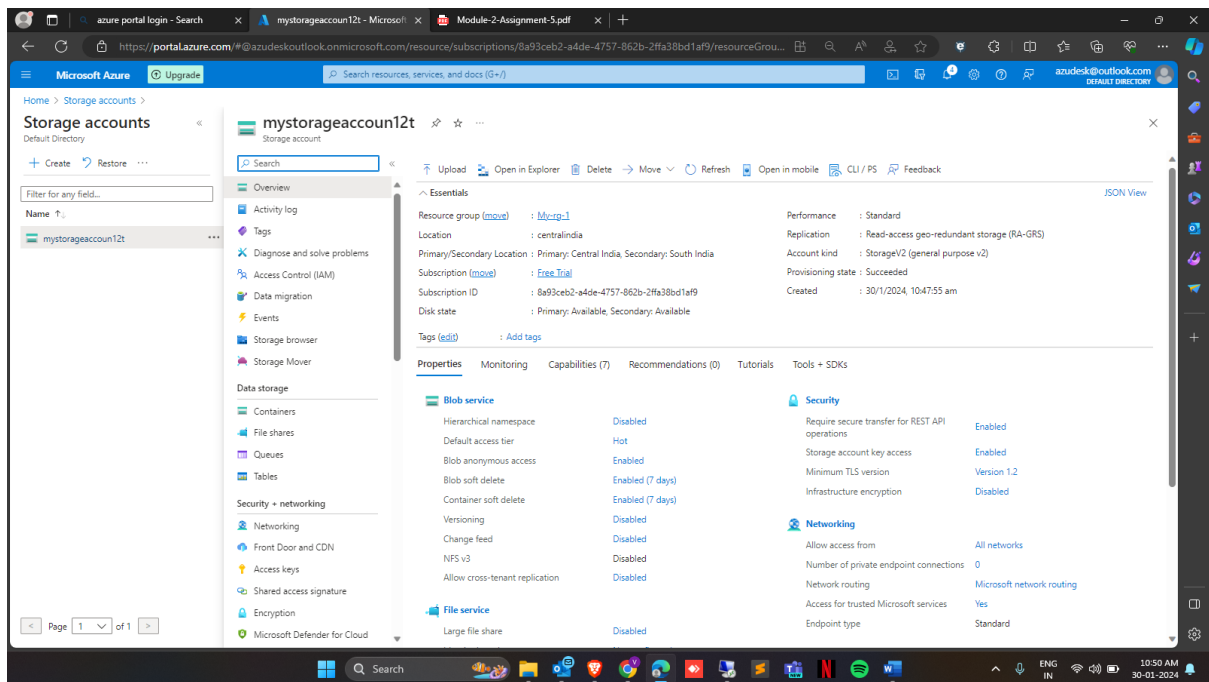 azure portal login - Search
mystorageaccoun12t - Microsoft
Module-2-Assignment-5.pdf
https://portal.azure.com/#@azudeskoutlook.onmicrosoft.com/resource/subscriptions/8a93ceb2-a4de-4757-862b-2ffa38bd1af9/resourceGrou...
Microsoft Azure
Upgrade
Search resources, services, and docs (G+/)
azudesk@outlook.com
DEFAULT DIRECTORY
Home > Storage accounts >
Storage accounts
Default Directory
+ Create
Restore
...
Filter for any field...
Name ↑↓
mystorageaccoun12t
...
< Page 1 of 1 >
mystorageaccoun12t
Storage account
Search
Overview
Activity log
Tags
Diagnose and solve problems
Access Control (IAM)
Data migration
Events
Storage browser
Storage Mover
Data storage
Containers
File shares
Queues
Tables
Security + networking
Networking
Front Door and CDN
Access keys
Shared access signature
Encryption
Microsoft Defender for Cloud
Upload Open in Explorer Delete Move Refresh Open in mobile CLI / PS Feedback
Essentials
JSON View
Resource group (move) : My-rg-1
Location : centralindia
Primary/Secondary Location : Primary: Central India, Secondary: South India
Subscription (move) : Free Trial
Subscription ID : 8a93ceb2-a4de-4757-862b-2ffa38bd1af9
Disk state : Primary: Available, Secondary: Available
Performance : Standard
Replication : Read-access geo-redundant storage (RA-GRS)
Account kind : StorageV2 (general purpose v2)
Provisioning state : Succeeded
Created : 30/1/2024, 10:47:55 am
Tags (edit) : Add tags
Properties Monitoring Capabilities (7) Recommendations (0) Tutorials Tools + SDKs
Blob service
Hierarchical namespace Disabled
Default access tier Hot
Blob anonymous access Enabled
Blob soft delete Enabled (7 days)
Container soft delete Enabled (7 days)
Versioning Disabled
Change feed Disabled
NFS v3 Disabled
Allow cross-tenant replication Disabled
File service
Large file share Disabled
Security
Require secure transfer for REST API
operations Enabled
Storage account key access Enabled
Minimum TLS version Version 1.2
Infrastructure encryption Disabled
Networking
Allow access from All networks
Number of private endpoint connections 0
Network routing Microsoft network routing
Access for trusted Microsoft services Yes
Endpoint type Standard
Search
ENG
IN
10:50 AM
30-01-2024